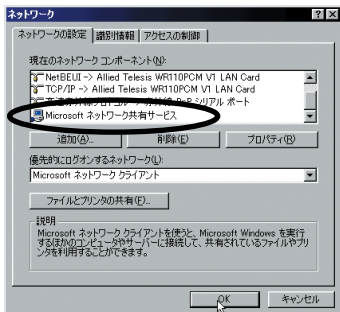 ネットワーク
ネットワークの設定 識別情報 アクセスの制御
現在のネットワーク コンポーネント(N):
NetBEUI -> Allied Telesis WR110PCM V1 LAN Card
TCP/IP -> Allied Telesis WR110PCM V1 LAN Card
シリアル ポート
Microsoft ネットワーク共有サービス
追加(A)... 削除(E) プロパティ(R)
優先的にログオンするネットワーク(L):
Microsoft ネットワーク クライアント
ファイルとプリンタの共有(F)...
説明
Microsoft ネットワーク クライアントを使うと、Microsoft Windows を実行
するほかのコンピュータやサーバーに接続して、共有されているファイルやプリ
ンタを利用することができます。
OK キャンセル